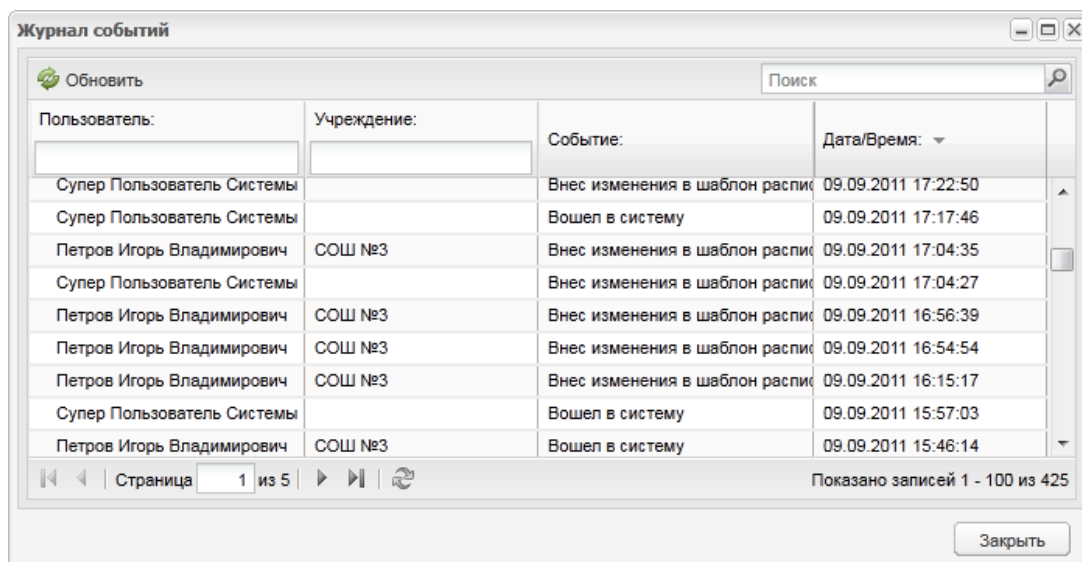 Журнал событий
Обновить Поиск
Пользователь: Учреждение: Событие: Дата/Время:
Супер Пользователь Системы Внес изменения в шаблон распис 09.09.2011 17:22:50
Супер Пользователь Системы Вошел в систему 09.09.2011 17:17:46
Петров Игорь Владимирович СОШ №3 Внес изменения в шаблон распис 09.09.2011 17:04:35
Супер Пользователь Системы Внес изменения в шаблон распис 09.09.2011 17:04:27
Петров Игорь Владимирович СОШ №3 Внес изменения в шаблон распис 09.09.2011 16:56:39
Петров Игорь Владимирович СОШ №3 Внес изменения в шаблон распис 09.09.2011 16:54:54
Петров Игорь Владимирович СОШ №3 Внес изменения в шаблон распис 09.09.2011 16:15:17
Супер Пользователь Системы Вошел в систему 09.09.2011 15:57:03
Петров Игорь Владимирович СОШ №3 Вошел в систему 09.09.2011 15:46:14
Страница 1 из 5 Показано записей 1 - 100 из 425
Закрыть